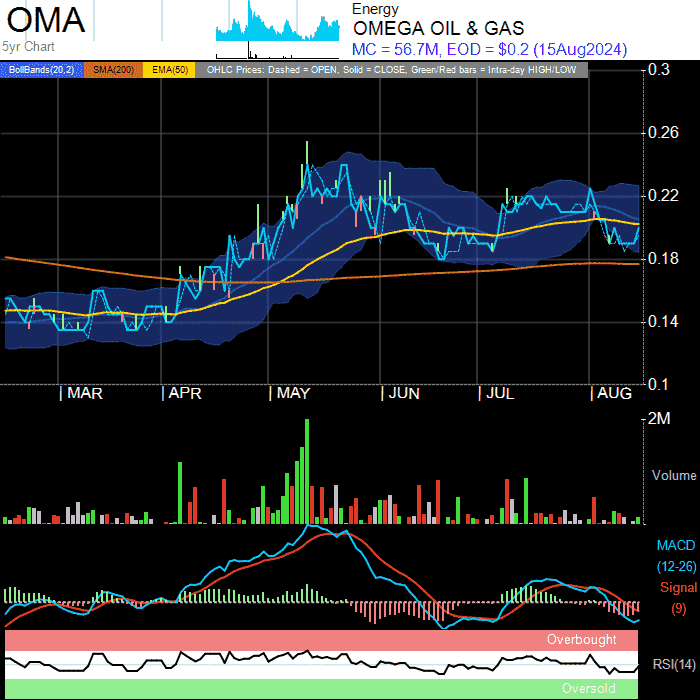 OMA
5yr Chart
Energy
OMEGA OIL & GAS
MC = 56.7M, EOD = $0.2 (15Aug2024)
BollBands(20,2) SMA(200) EMA(50) OHLC Prices: Dashed = OPEN, Solid = CLOSE, Green/Red bars = Intra-day HIGH/LOW
0.3
0.26
0.22
0.18
0.14
0.1
MAR APR MAY JUN JUL AUG
2M
Volume
MACD
(12-26)
Signal
(9)
Overbought
RSI(14)
Oversold